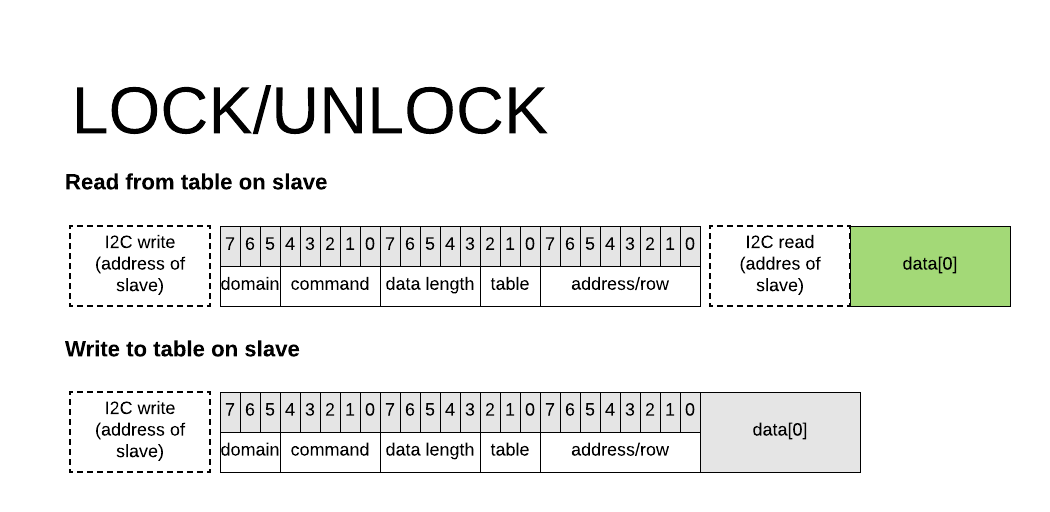 LOCK/UNLOCK
Read from table on slave
I2C write
(address of
slave)
7 6 5 4 3 2 1 0 7 6 5 4 3 2 1 0 7 6 5 4 3 2 1 0
domain command data length table address/row
I2C read
(addres of
slave)
data[0]
Write to table on slave
I2C write
(address of
slave)
7 6 5 4 3 2 1 0 7 6 5 4 3 2 1 0 7 6 5 4 3 2 1 0
domain command data length table address/row
data[0]